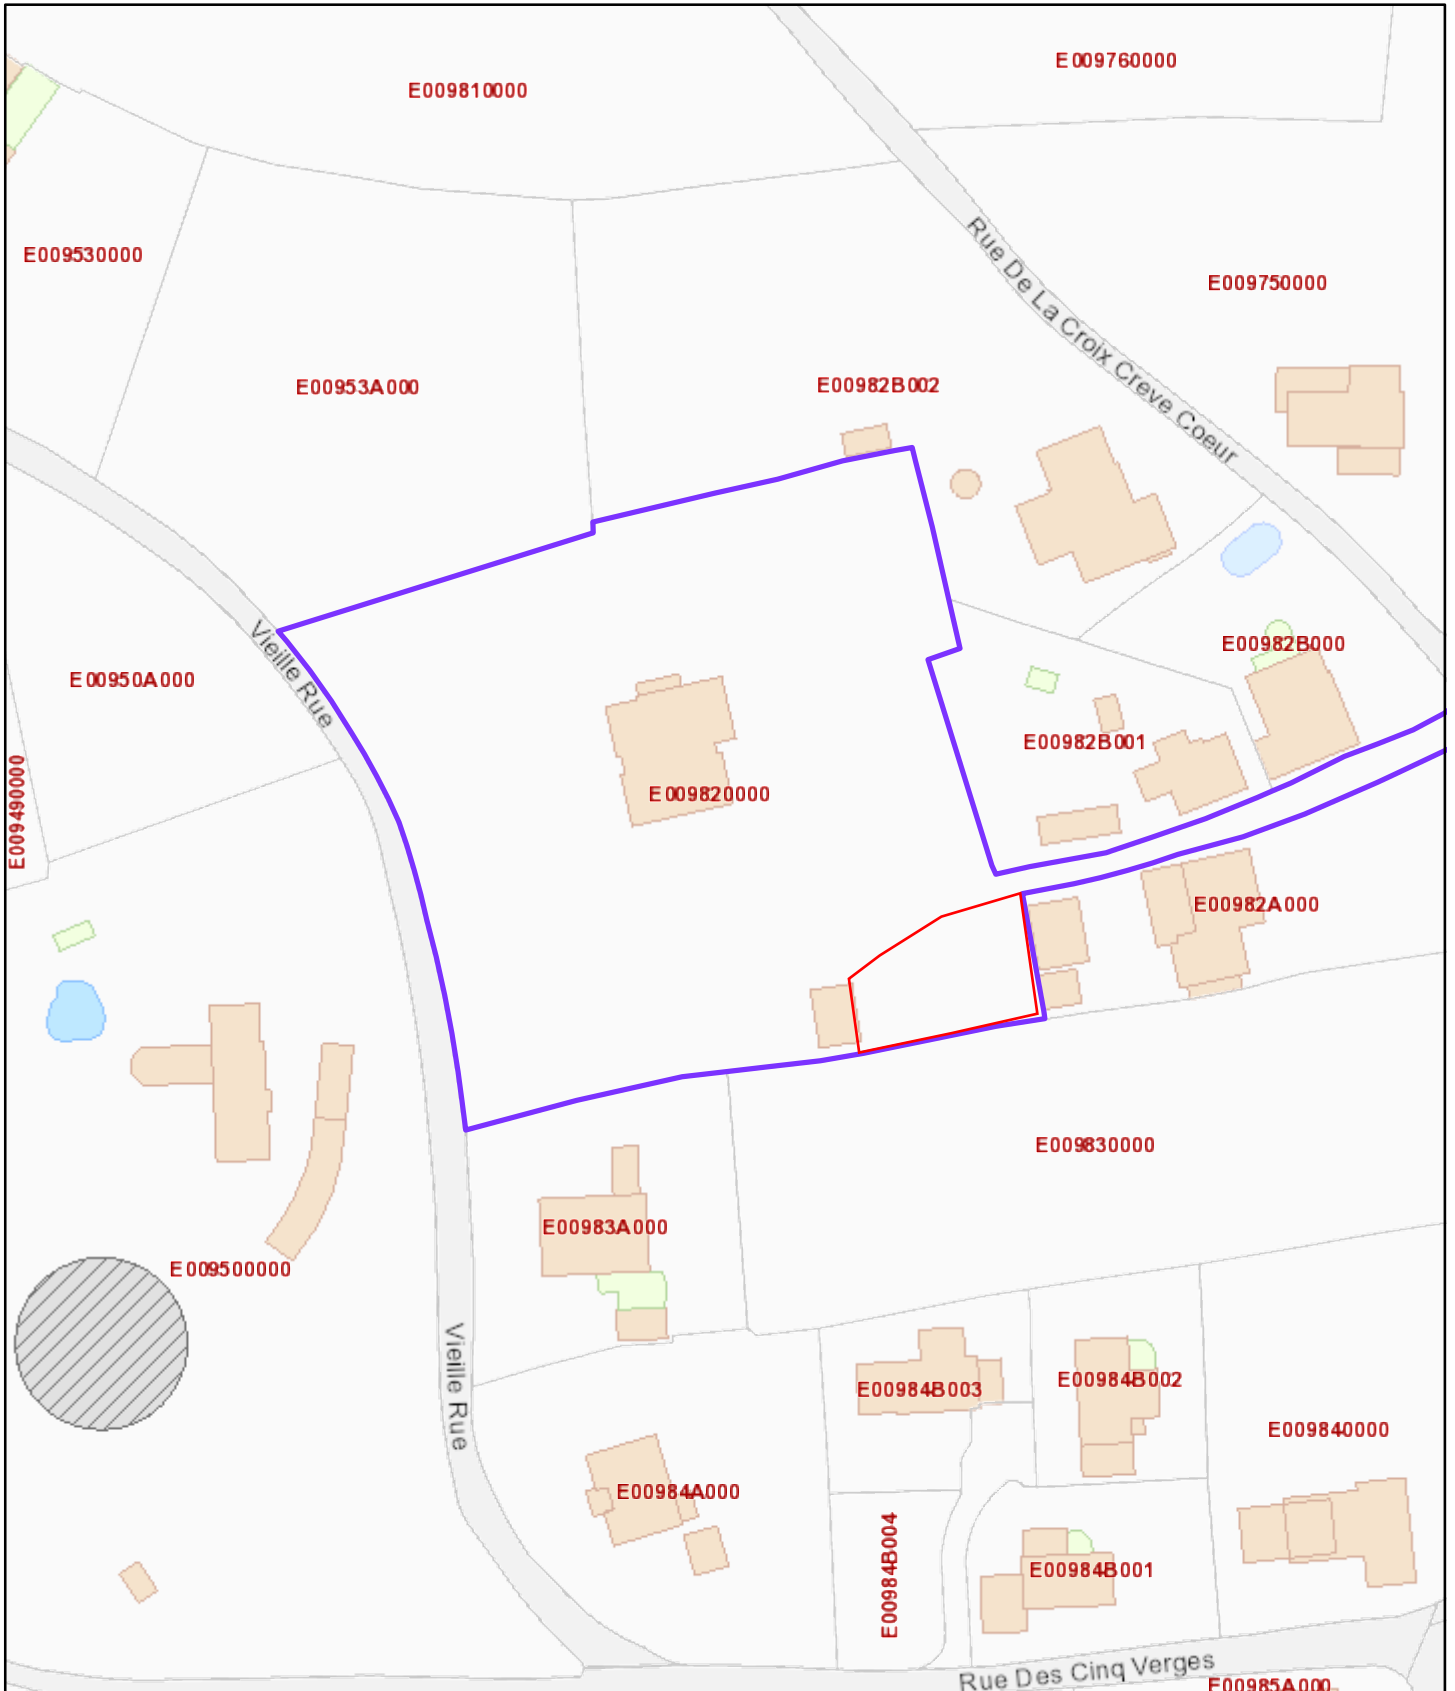 E009760000
E009810000
E009530000
Rue De La Croix Creve Coeur
E009750000
E00953A000
E00982B002
Vieille Rue
E00950A000
E00982B000
E00982B001
E009490000
E009820000
E00982A000
E009830000
E00983A000
E009500000
Vieille Rue
E00984B003
E00984B002
E009840000
E00984A000
E00984B004
E00984B001
Rue Des Cinq Verges
E00985A000